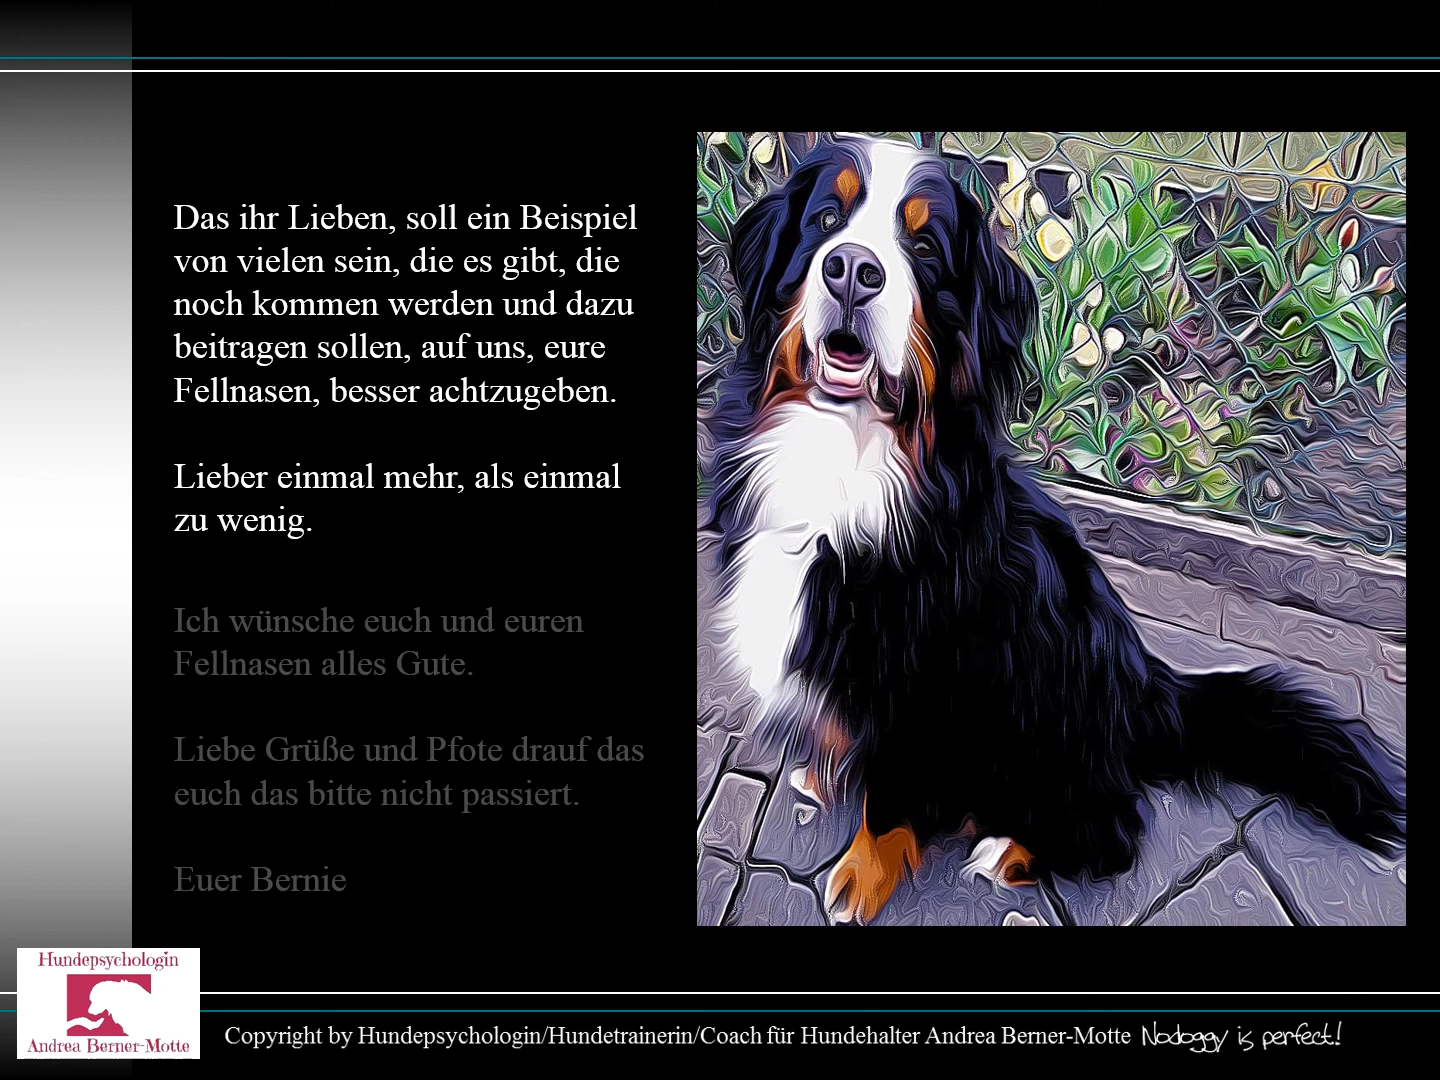 Das ihr Lieben, soll ein Beispiel
von vielen sein, die es gibt, die
noch kommen werden und dazu
beitragen sollen, auf uns, eure
Fellnasen, besser achtzugeben.
Lieber einmal mehr, als einmal
zu wenig.
Ich wünsche euch und euren
Fellnasen alles Gute.
Liebe Grüße und Pfote drauf das
euch das bitte nicht passiert.
Euer Bernie
Hundepsychologin
Andrea Berner-Motte
Copyright by Hundepsychologin/Hundetrainerin/Coach für Hundehalter Andrea Berner-Motte Nodoggy is perfect!